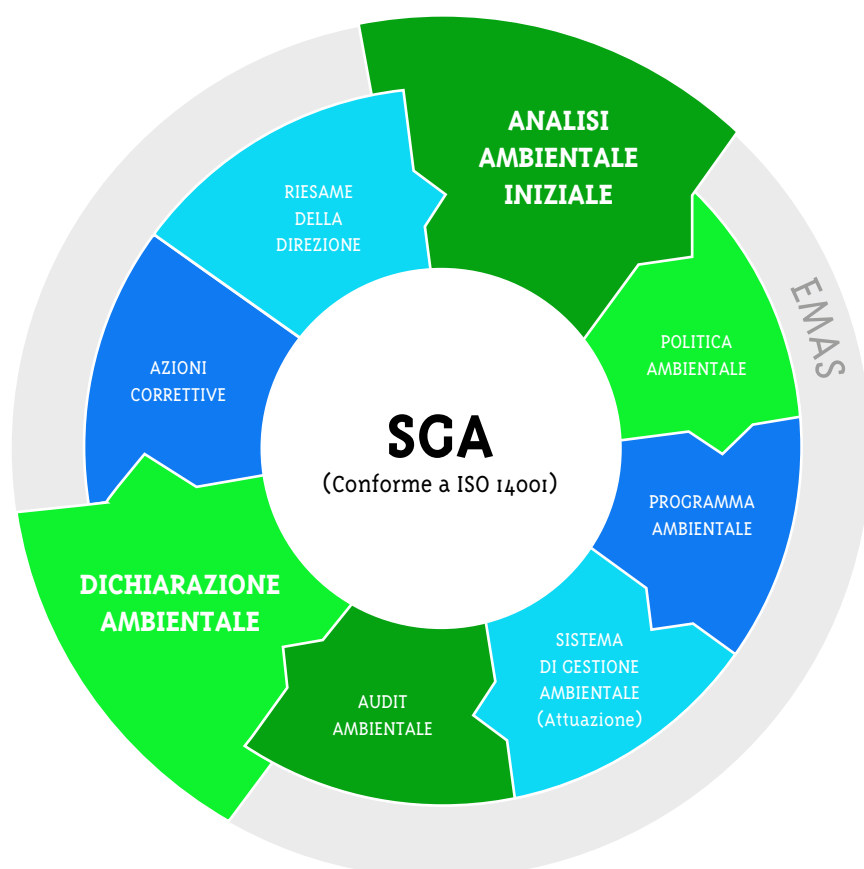 ANALISI
AMBIENTALE
INIZIALE
RIESAME
DELLA
DIREZIONE
EMAS
POLITICA
AMBIENTALE
AZIONI
CORRETTIVE
SGA
(Conforme a ISO 14001)
PROGRAMMA
AMBIENTALE
DICHIARAZIONE
AMBIENTALE
SISTEMA
DI GESTIONE
AMBIENTALE
(Attuazione)
AUDIT
AMBIENTALE